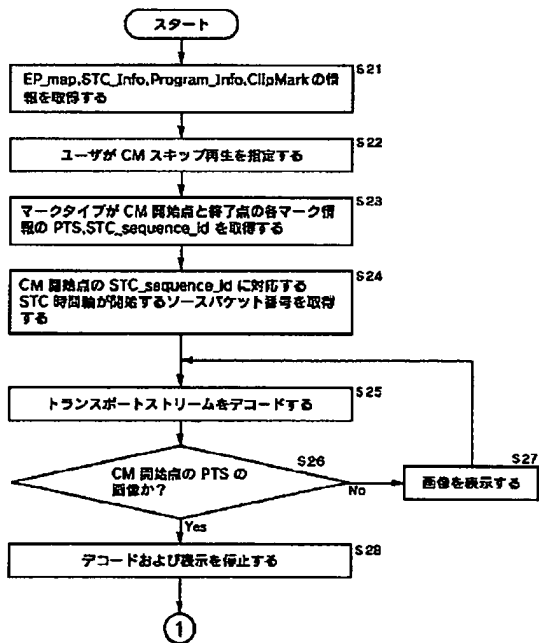 スタート
S21
EP_map,STC_Info,Program_Info,ClipMarkの情
報を取得する
S22
ユーザが CM スキップ再生を指定する
S23
マークタイプが CM 開始点と終了点の各マーク情
報の PTS,STC_sequence_id を取得する
S24
CM 開始点の STC_sequence_id に対応する
STC 時間軸が開始するソースパケット番号を取得
する
S25
トランスポートストリームをデコードする
S26
CM 開始点の PTS の
画像か?
No
S27
画像を表示する
Yes
S28
デコードおよび表示を停止する
1